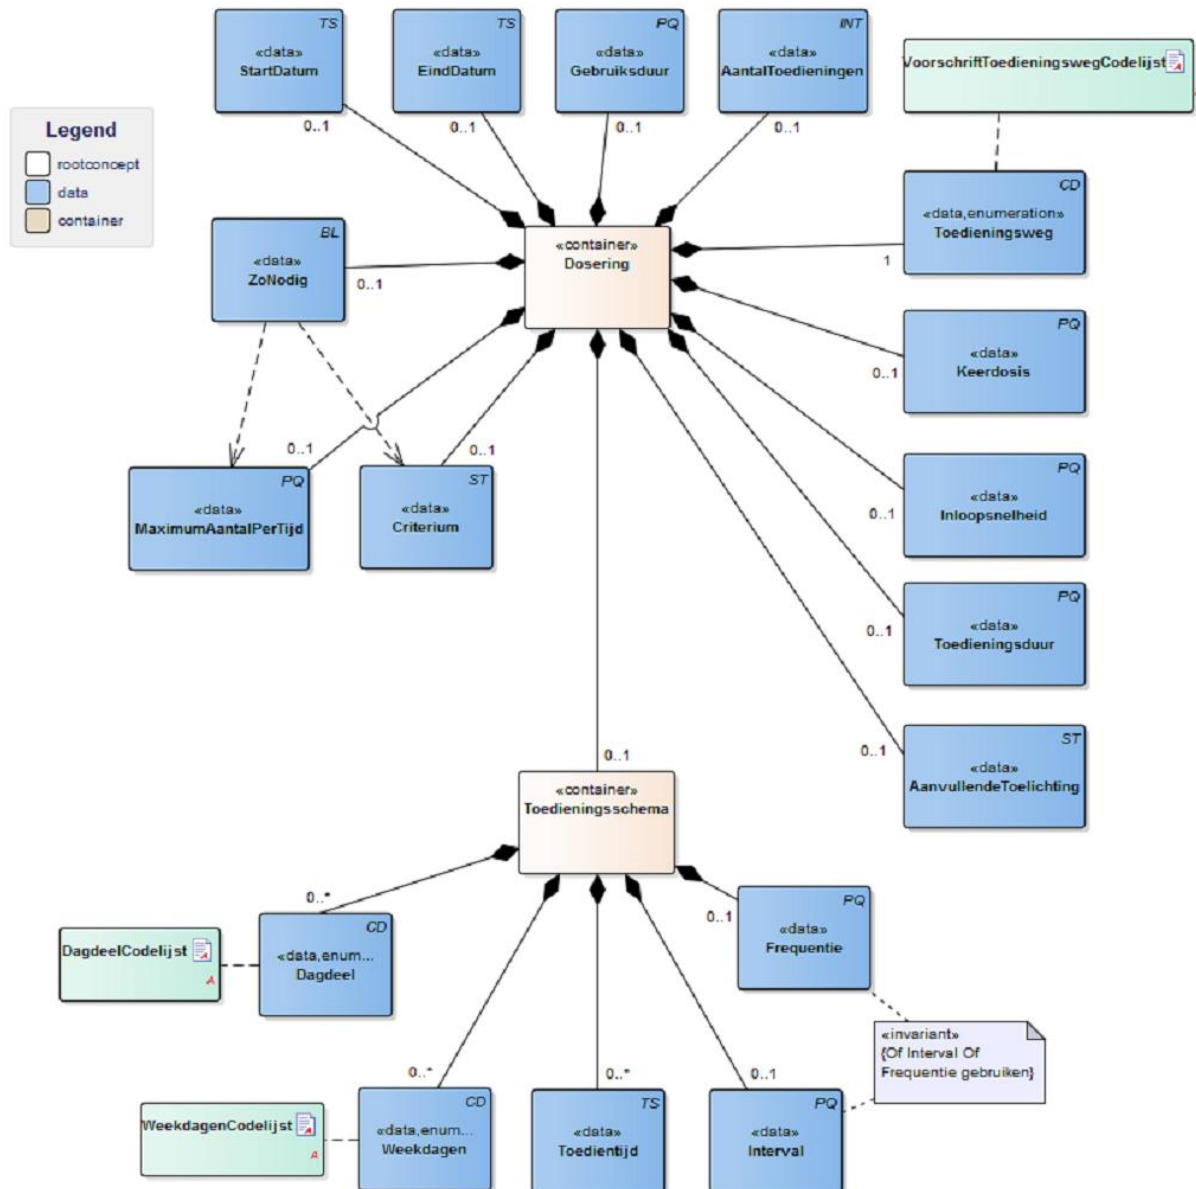 TS
«data»
StartDatum
TS
«data»
EindDatum
PQ
«data»
Gebruiksduur
INT
«data»
AantalToedieningen
VoorschriftToedieningswegCodelijst
A
0..1
0..1
0..1
0..1
Legend
rootconcept
data
container
CD
«data,enumeration»
Toedieningsweg
1
BL
«data»
ZoNodig
0..1
«container»
Dosering
PQ
«data»
Keerdosis
0..1
0..1
0..1
PQ
«data»
MaximumAantalPerTijd
ST
«data»
Criterium
PQ
«data»
Inloopsnelheid
0..1
PQ
«data»
Toedieningsduur
0..1
ST
«data»
AanvullendeToelichting
0..1
0..1
«container»
Toedieningsschema
0..*
DagdeelCodelijst
A
CD
«data,enum...
Dagdeel
0..1
PQ
«data»
Frequentie
«invariant»
{Of Interval Of
Frequentie gebruiken}
0..*
0..*
0..1
WeekdagenCodelijst
A
CD
«data,enum...
Weekdagen
TS
«data»
Toedientijd
PQ
«data»
Interval